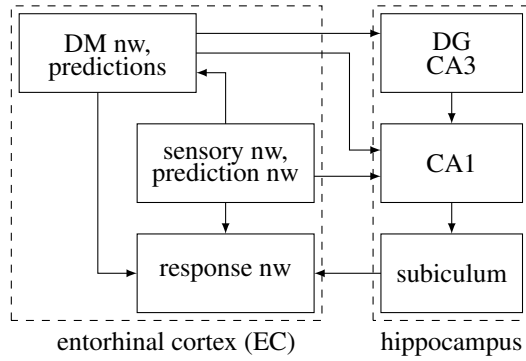 DM nw,
predictions
DG
CA3
sensory nw,
prediction nw
CA1
response nw
subiculum
entorhinal cortex (EC)
hippocampus